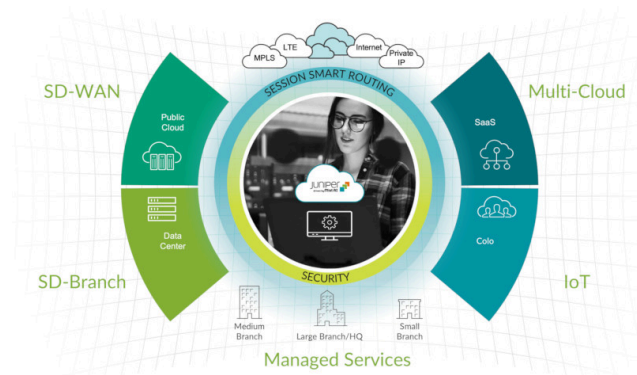 LTE
Internet
MPLS
Private
IP
SESSION SMART ROUTING
SD-WAN
Multi-Cloud
Public
Cloud
SaaS
JUNIPER
Data
Center
Colo
SD-Branch
IoT
SECURITY
Medium
Branch
Large Branch/HQ
Small
Branch
Managed Services